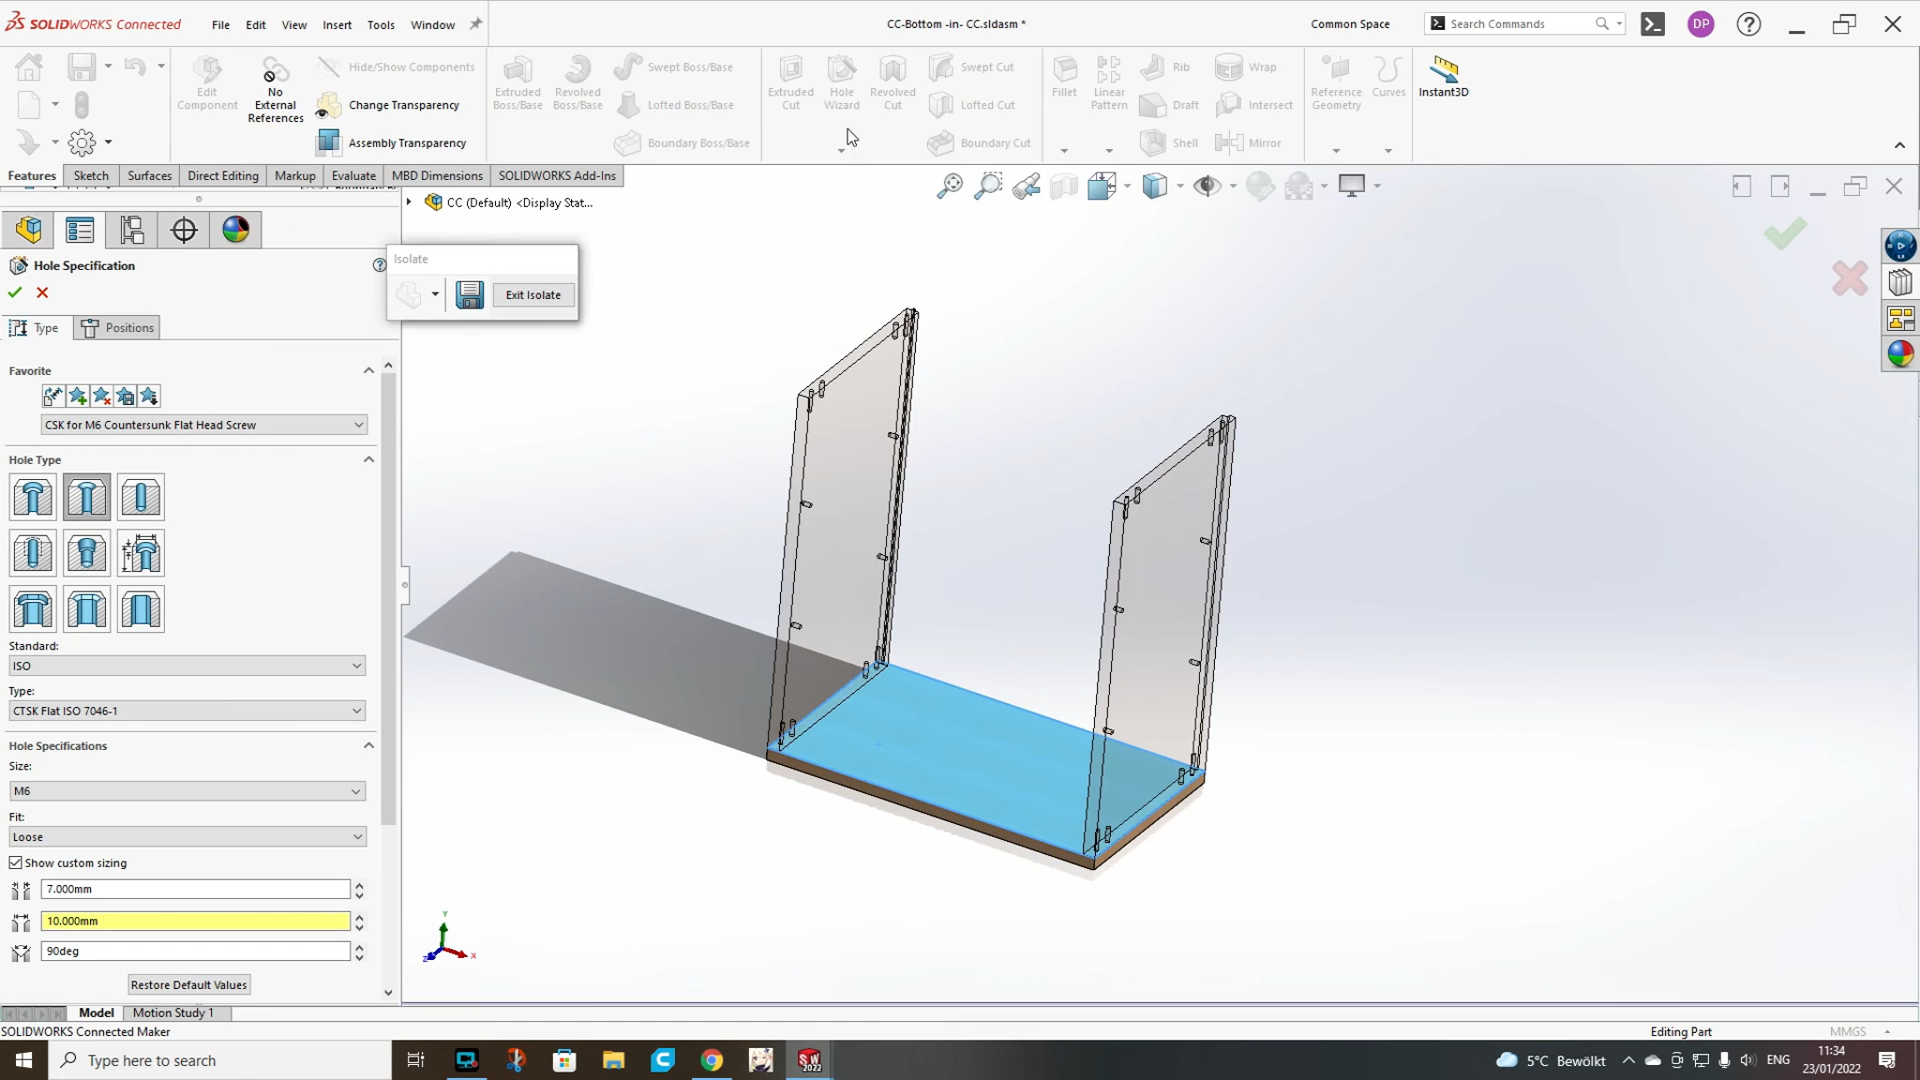 SOLIDWORKS Connected
File Edit View Insert Tools Window
CC-Bottom -in- CC.sldasm *
Common Space
Search Commands
DP
Edit Component
No External References
Hide/Show Components
Change Transparency
Assembly Transparency
Extruded Boss/Base
Revolved Boss/Base
Swept Boss/Base
Lofted Boss/Base
Boundary Boss/Base
Extruded Cut
Hole Wizard
Revolved Cut
Swept Cut
Lofted Cut
Boundary Cut
Fillet
Linear Pattern
Rib
Draft
Shell
Wrap
Intersect
Mirror
Reference Geometry
Curves
Instant3D
Features Sketch Surfaces Direct Editing Markup Evaluate MBD Dimensions SOLIDWORKS Add-Ins
CC (Default) <Display Stat...
Hole Specification
Isolate
Exit Isolate
Type Positions
Favorite
CSK for M6 Countersunk Flat Head Screw
Hole Type
Standard:
ISO
Type:
CTSK Flat ISO 7046-1
Hole Specifications
Size:
M6
Fit:
Loose
Show custom sizing
7.000mm
10.000mm
90deg
Restore Default Values
Y
X
Z
Model Motion Study 1
SOLIDWORKS Connected Maker
Editing Part
MMGS
Type here to search
SW
2022
5°C Bewölkt
ENG
11:34
23/01/2022